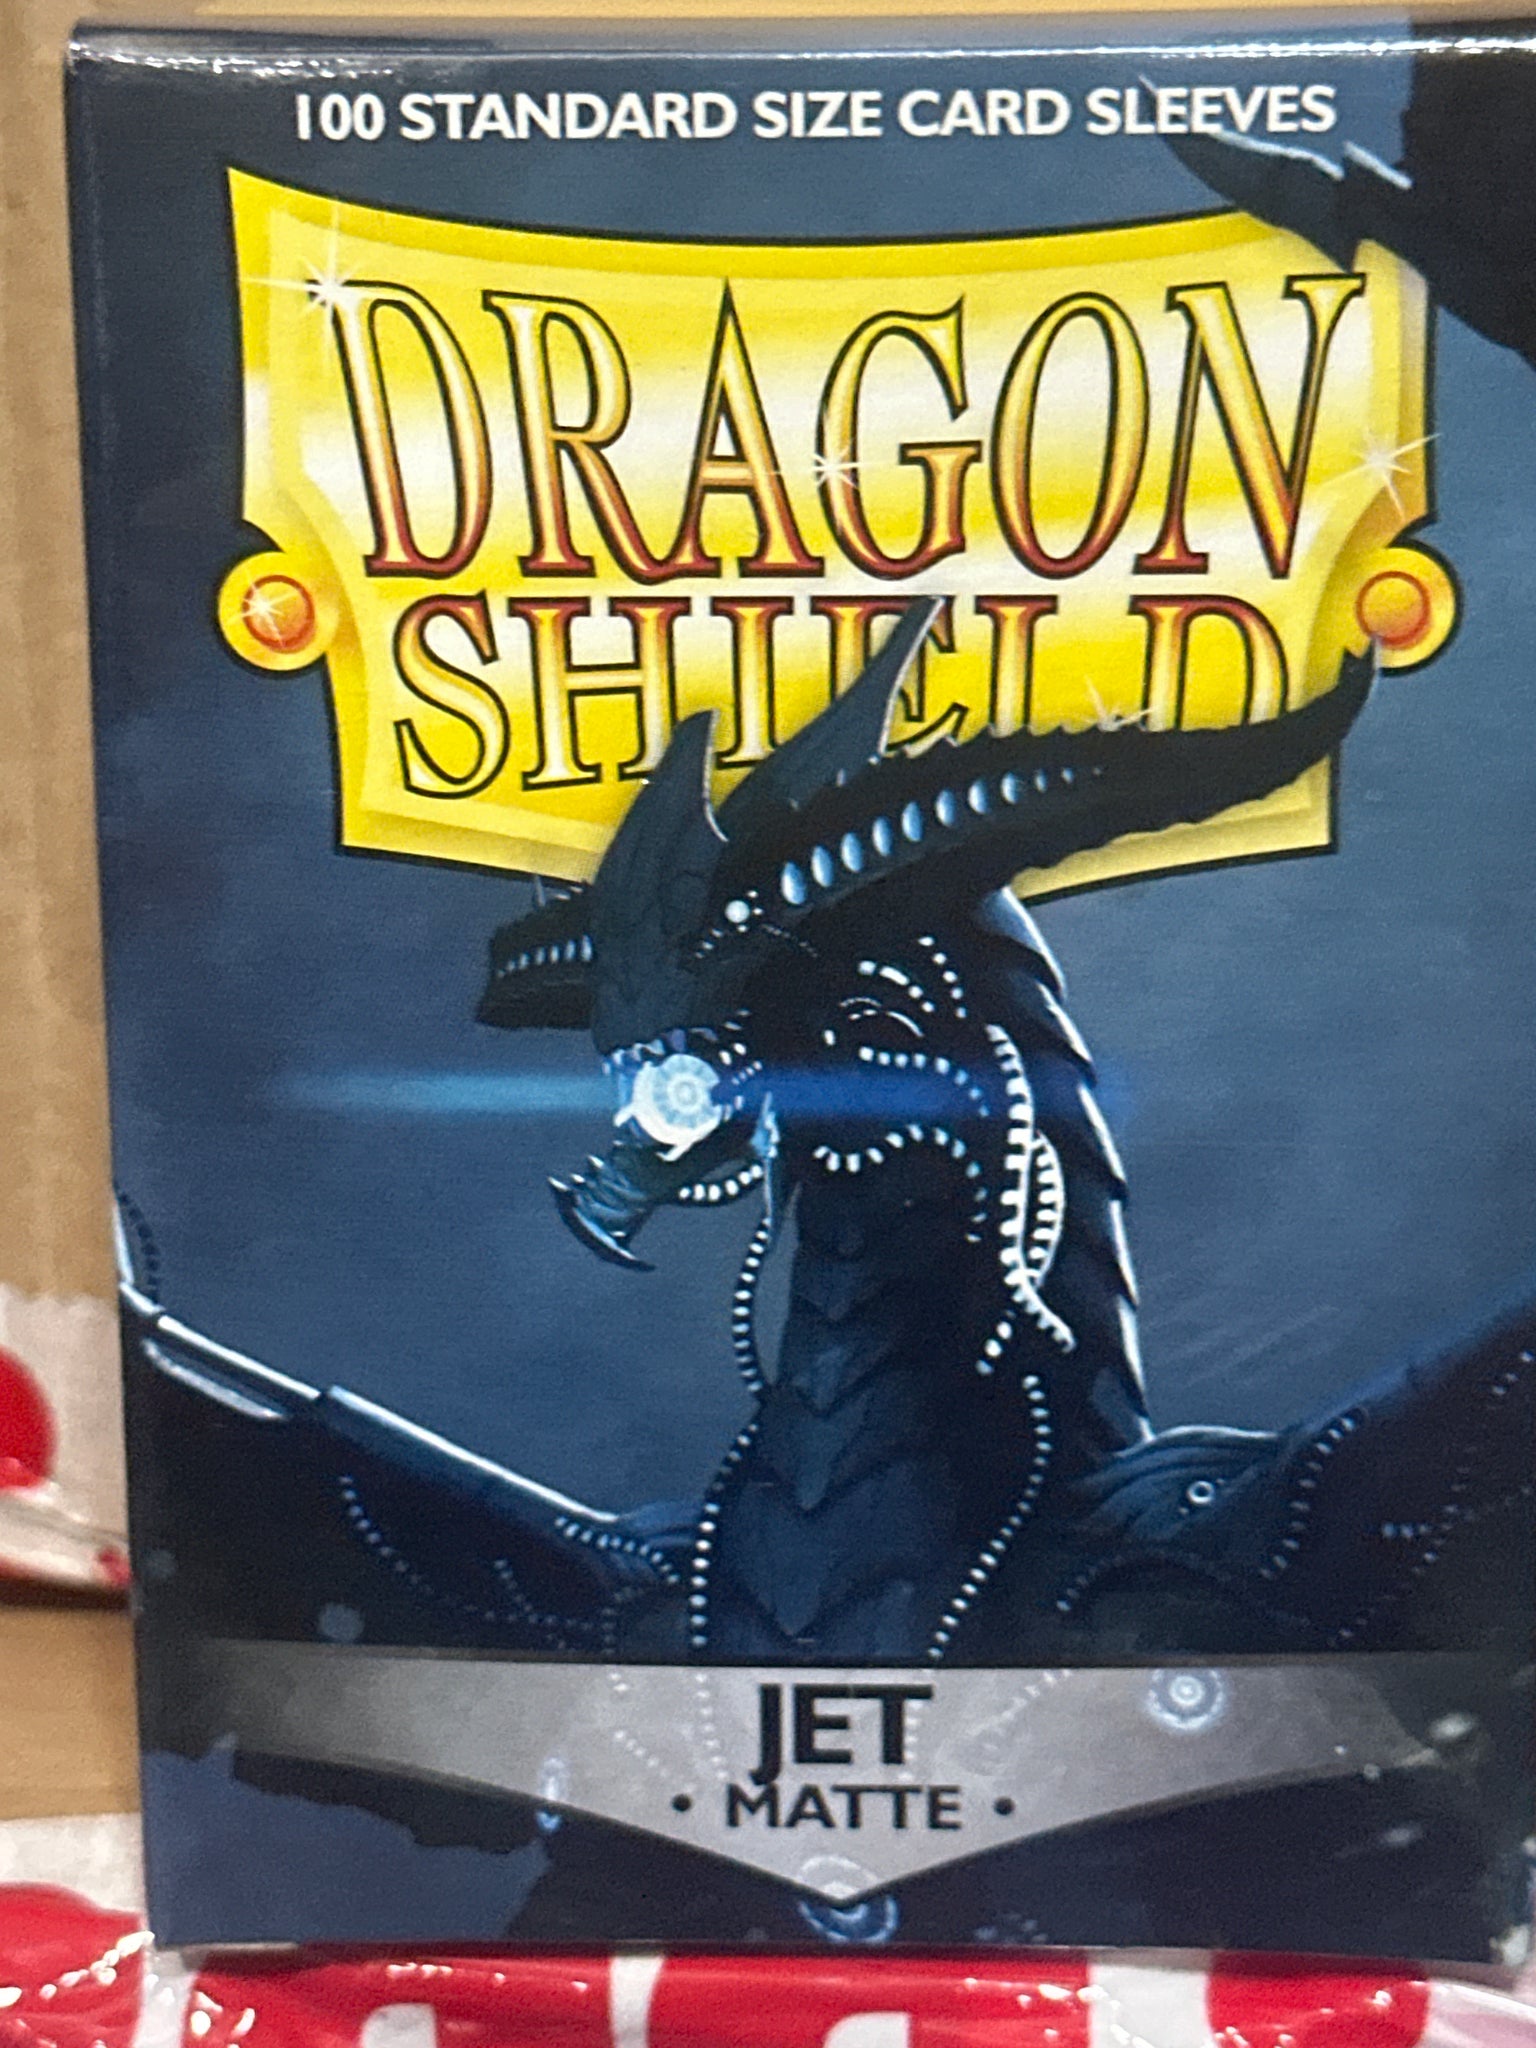 100 STANDARD SIZE CARD SLEEVES
DRAGON
SHIELD
JET
• MATTE •